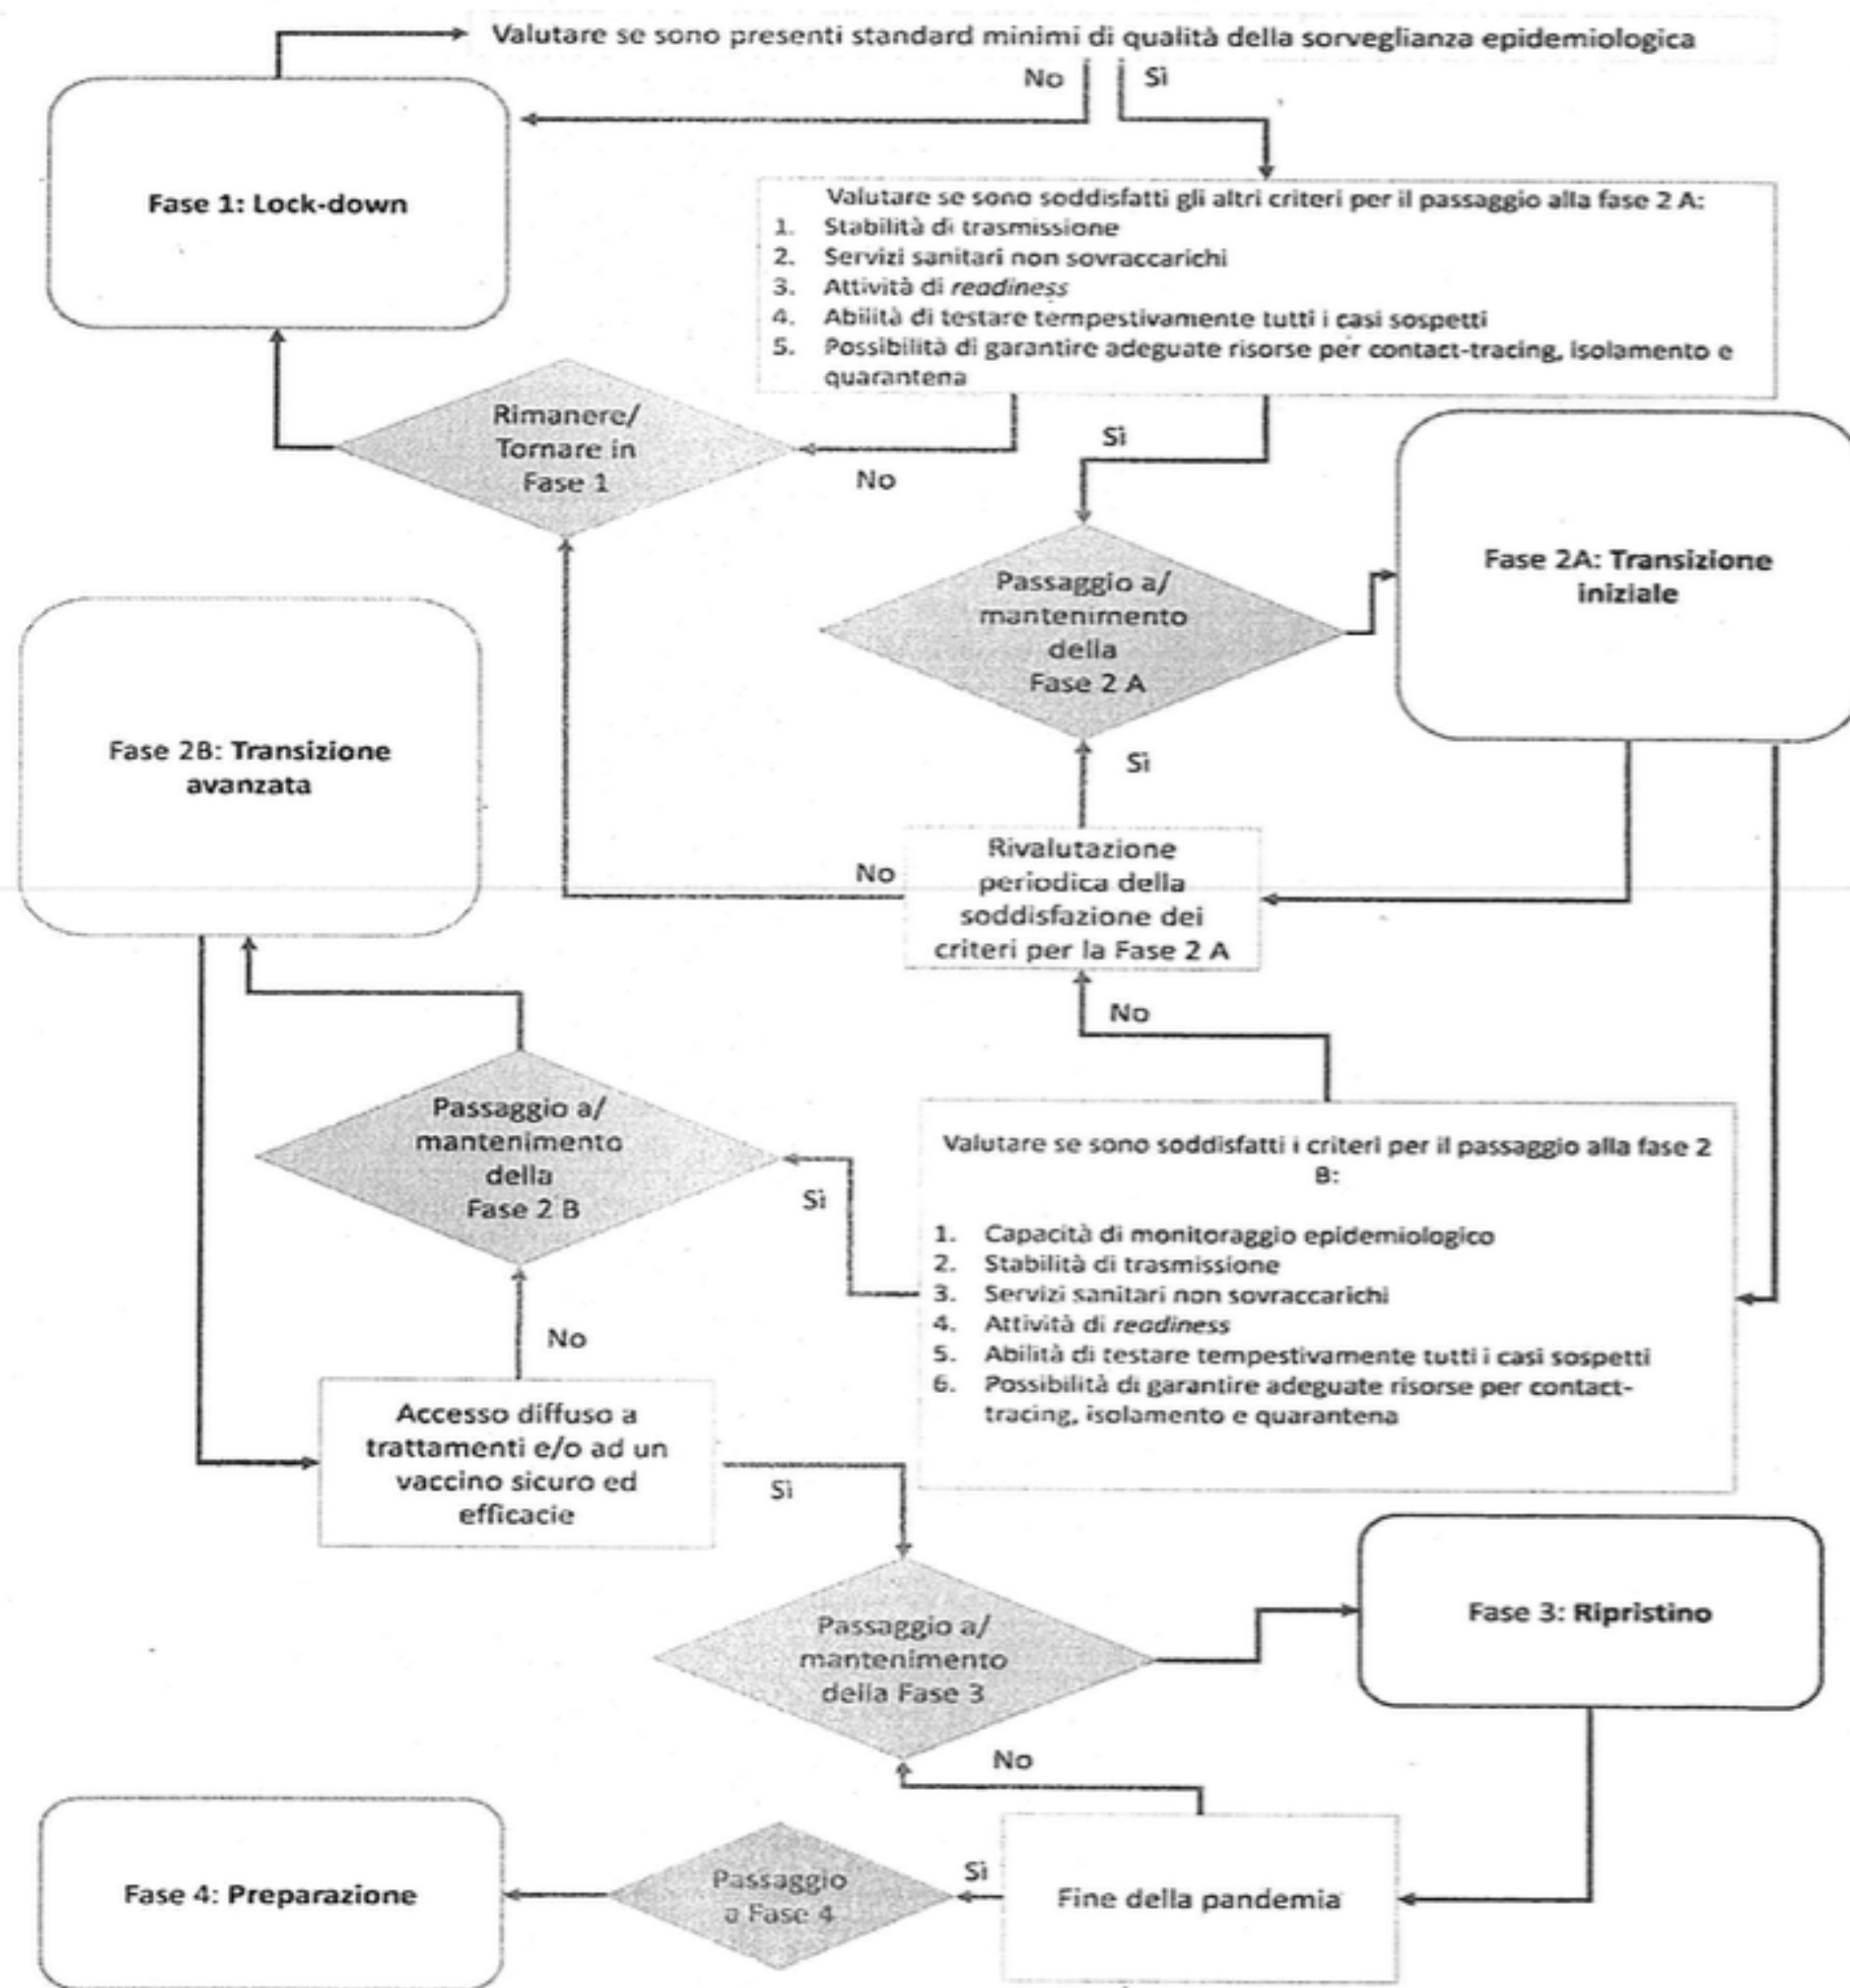 Valutare se sono presenti standard minimi di qualità della sorveglianza epidemiologica
No
Sì
Fase 1: Lock-down
Valutare se sono soddisfatti gli altri criteri per il passaggio alla fase 2 A:
1. Stabilità di trasmissione
2. Servizi sanitari non sovraccarichi
3. Attività di readiness
4. Abilità di testare tempestivamente tutti i casi sospetti
5. Possibilità di garantire adeguate risorse per contact-tracing, isolamento e
quarantena
Rimanere/
Tornare in
Fase 1
No
Sì
Passaggio a/
mantenimento
della
Fase 2 A
Fase 2A: Transizione
iniziale
Sì
Fase 2B: Transizione
avanzata
Rivalutazione
periodica della
soddisfazione dei
criteri per la Fase 2 A
No
No
Passaggio a/
mantenimento
della
Fase 2 B
Sì
Valutare se sono soddisfatti i criteri per il passaggio alla fase 2
B:
1. Capacità di monitoraggio epidemiologico
2. Stabilità di trasmissione
3. Servizi sanitari non sovraccarichi
4. Attività di readiness
5. Abilità di testare tempestivamente tutti i casi sospetti
6. Possibilità di garantire adeguate risorse per contact-
tracing, isolamento e quarantena
No
Accesso diffuso a
trattamenti e/o ad un
vaccino sicuro ed
efficacie
Sì
Passaggio a/
mantenimento
della Fase 3
Fase 3: Ripristino
No
Fine della pandemia
Sì
Passaggio
a Fase 4
Fase 4: Preparazione